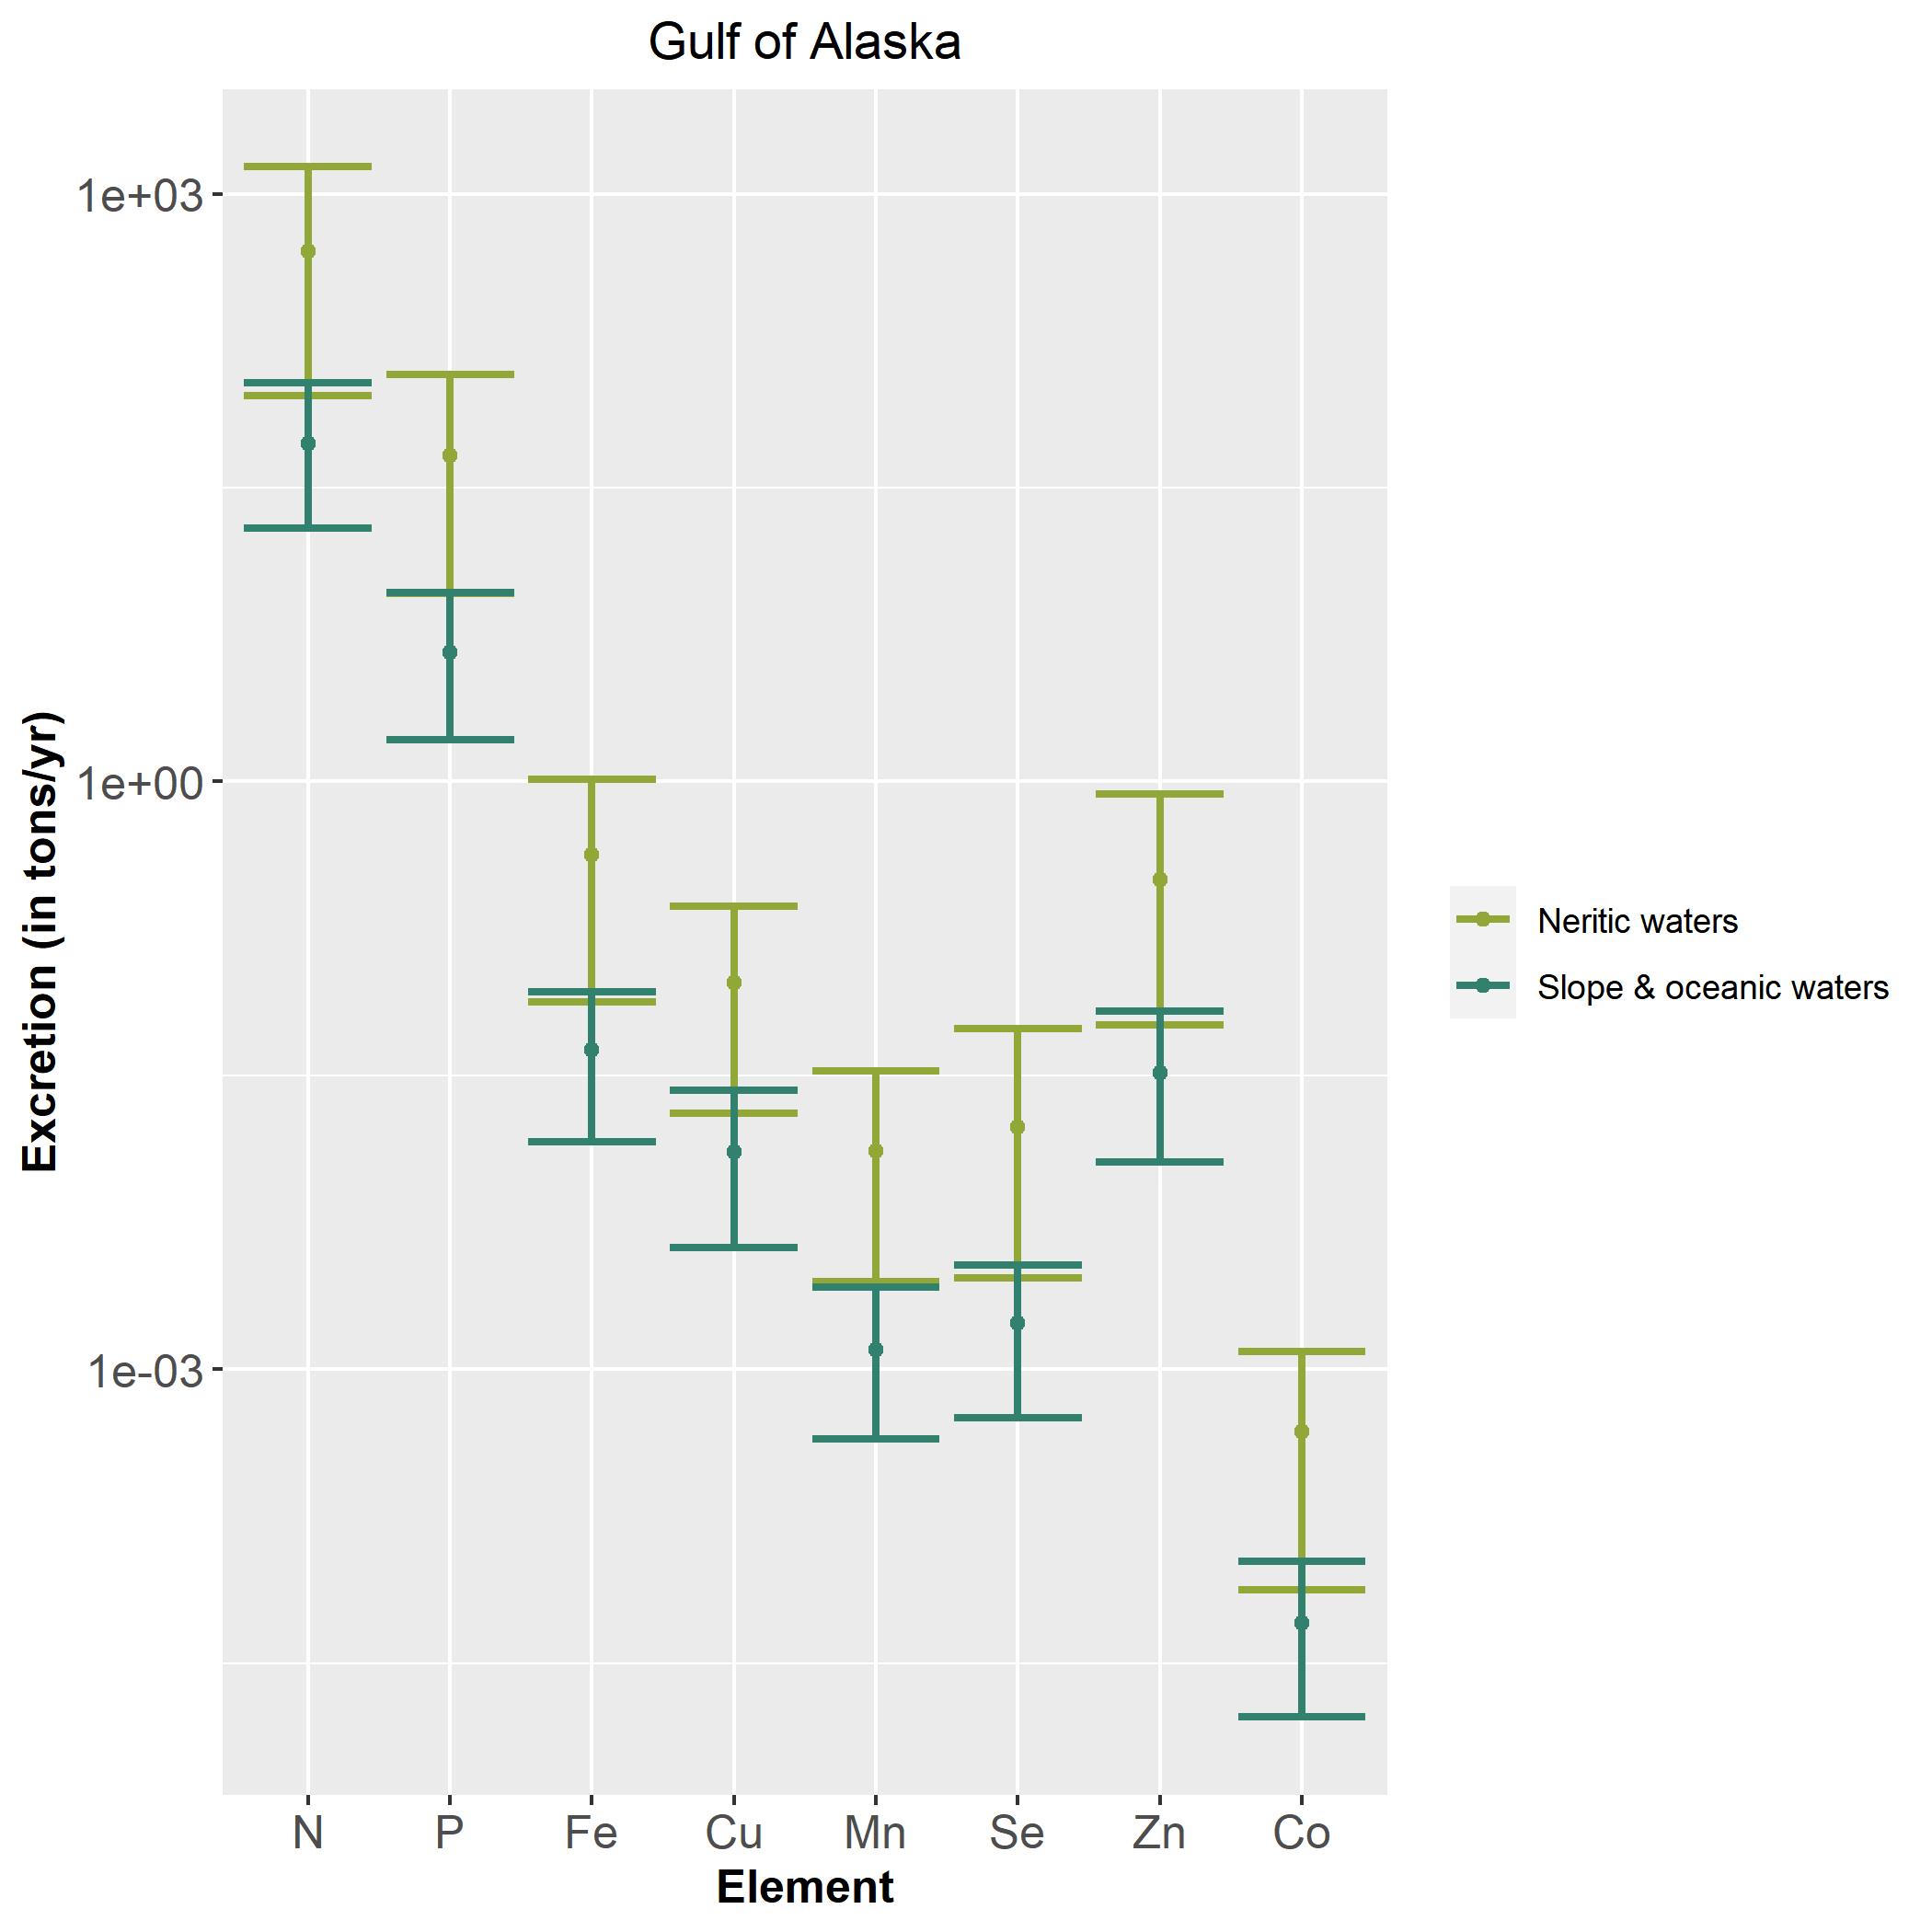 Gulf of Alaska
1e+03
1e+00
1e-03
Excretion (in tons/yr)
N P Fe Cu Mn Se Zn Co
Element
Neritic waters
Slope & oceanic waters